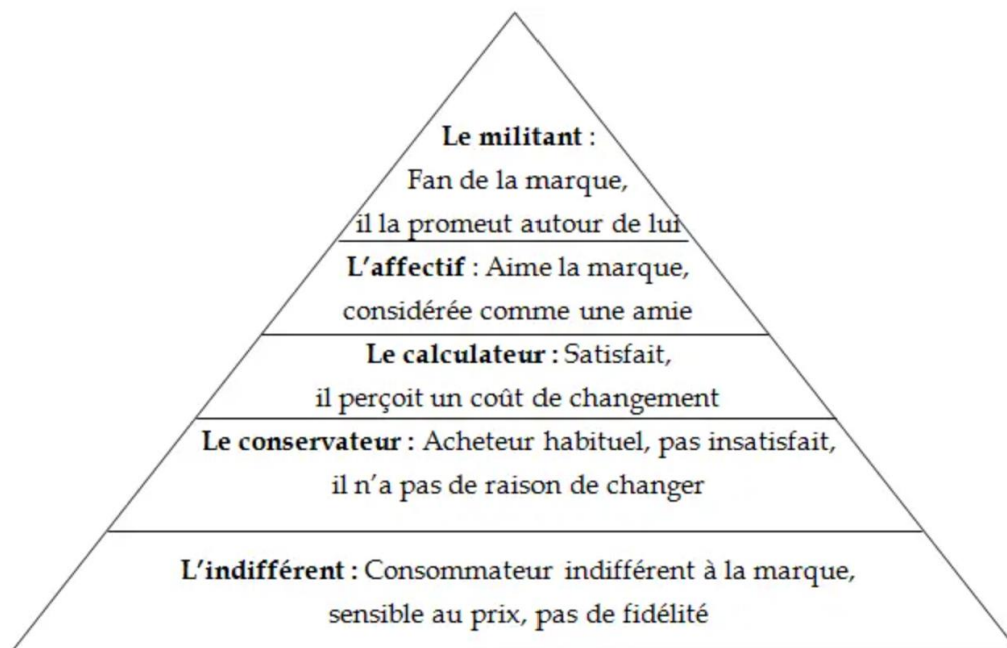 Le militant :
Fan de la marque,
il la promeut autour de lui
L'affectif : Aime la marque,
considérée comme une amie
Le calculateur : Satisfait,
il perçoit un coût de changement
Le conservateur : Acheteur habituel, pas insatisfait,
il n'a pas de raison de changer
L'indifférent : Consommateur indifférent à la marque,
sensible au prix, pas de fidélité